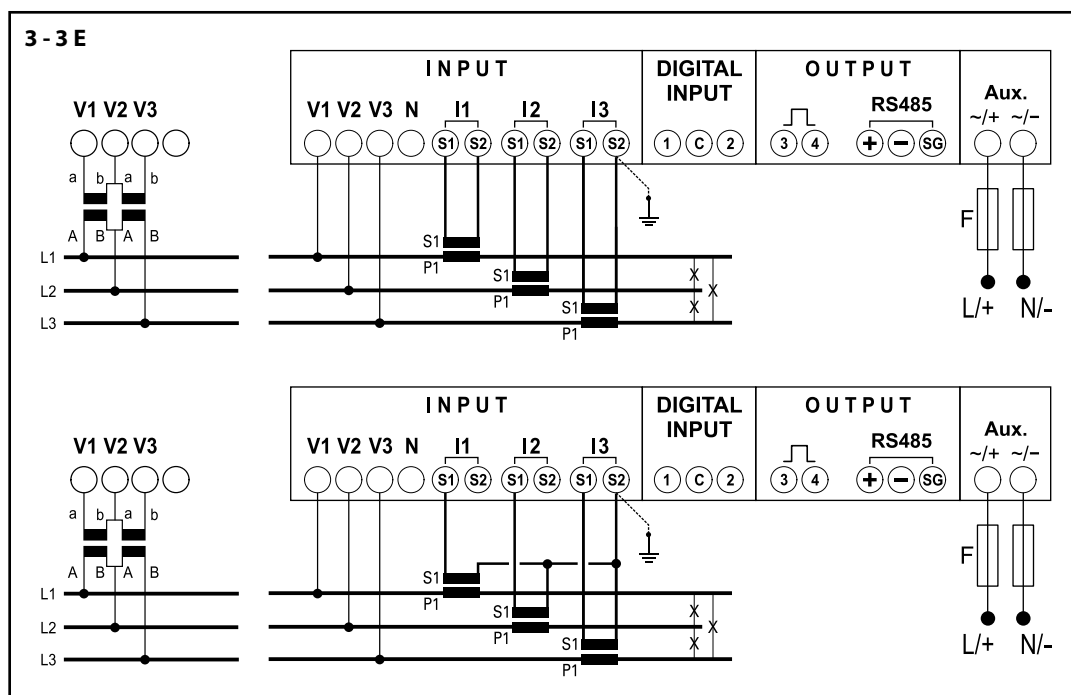 3 - 3 E
INPUT
DIGITAL INPUT
OUTPUT
RS485
Aux.
V1 V2 V3
V1 V2 V3 N I1 I2 I3
~/+ ~/−
S1 S2 S1 S2 S1 S2
1 C 2
3 4
+ − SG
a b a b
A B A B
F
S1
P1
S1
P1
S1
P1
L1
L2
L3
X
X
X
L/+ N/-
INPUT
DIGITAL INPUT
OUTPUT
RS485
Aux.
V1 V2 V3
V1 V2 V3 N I1 I2 I3
~/+ ~/−
S1 S2 S1 S2 S1 S2
1 C 2
3 4
+ − SG
a b a b
A B A B
F
S1
P1
S1
P1
S1
P1
L1
L2
L3
X
X
X
L/+ N/-